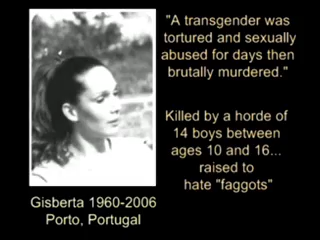 "A transgender was
tortured and sexually
abused for days then
brutally murdered."
Killed by a horde of
14 boys between
ages 10 and 16...
raised to
hate "faggots"
Gisberta 1960-2006
Porto, Portugal